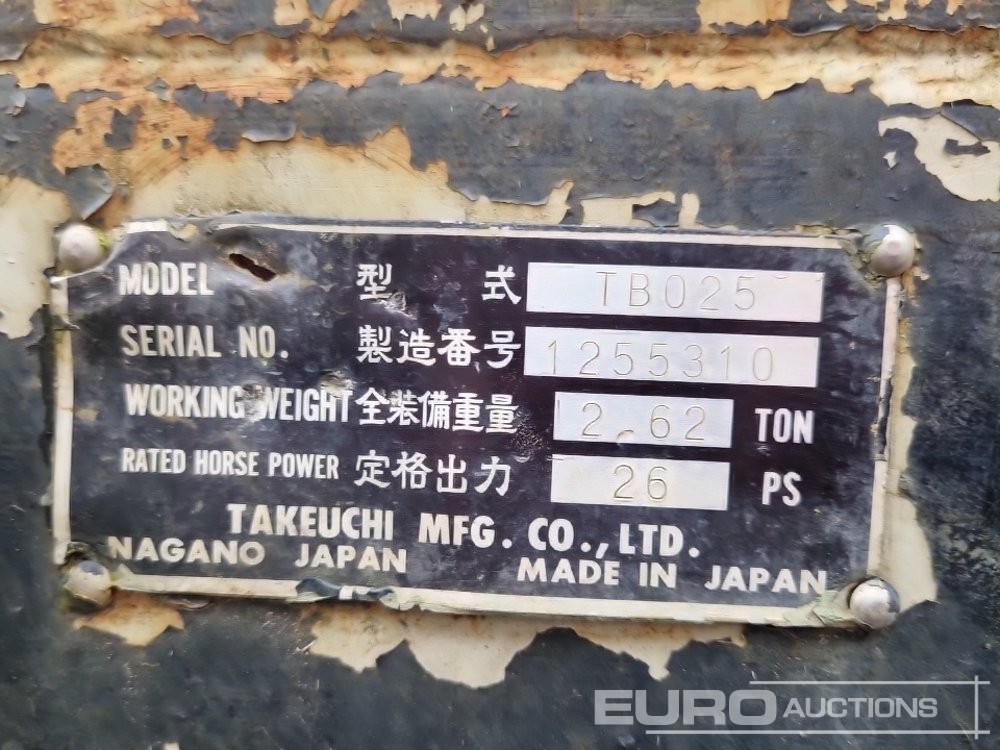 MODEL 型 式 TB025
SERIAL NO. 製造番号 1255310
WORKING WEIGHT 全装備重量 2.62 TON
RATED HORSE POWER 定格出力 26 PS
TAKEUCHI MFG. CO., LTD.
NAGANO JAPAN MADE IN JAPAN
EURO AUCTIONS